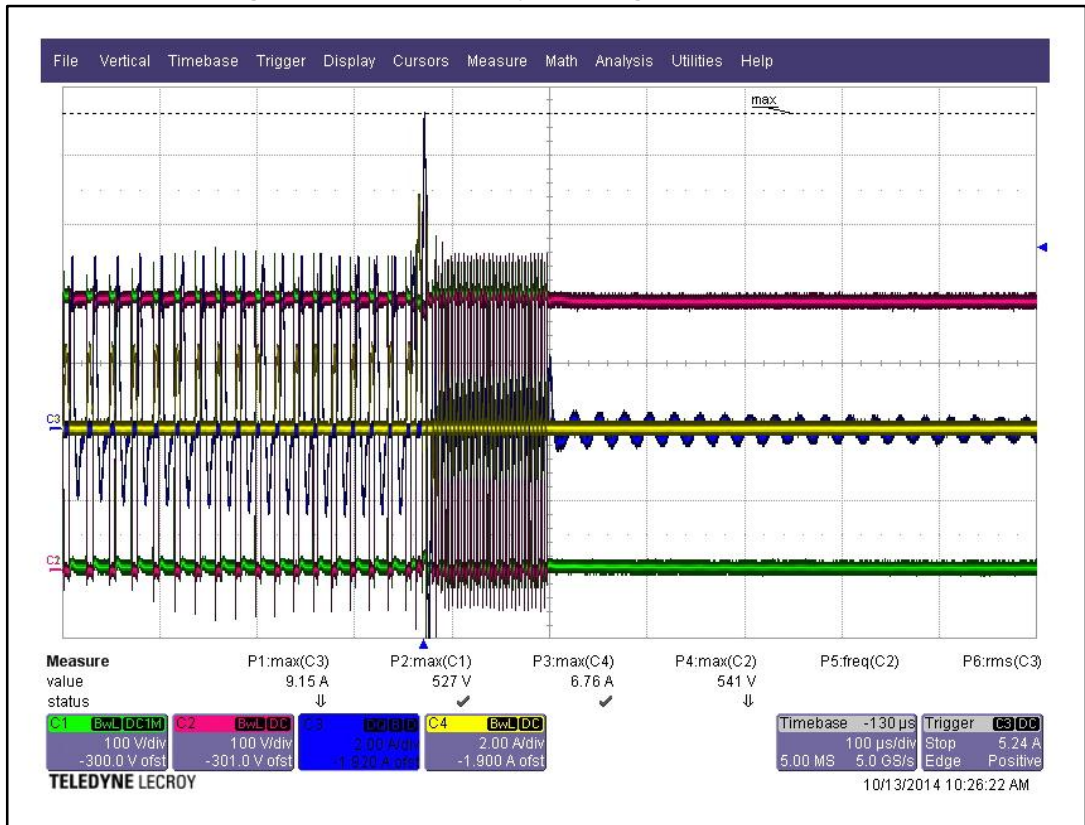 File Vertical Timebase Trigger Display Cursors Measure Math Analysis Utilities Help
max
C3
C2
Measure P1:max(C3) P2:max(C1) P3:max(C4) P4:max(C2) P5:freq(C2) P6:rms(C3)
value 9.15 A 527 V 6.76 A 541 V
status
C1 BwL DC1M C2 BwL DC C3 C4 BwL DC Timebase -130 µs Trigger C3 DC
100 V/div 100 V/div 2.00 A/div 2.00 A/div 100 µs/div Stop 5.24 A
-300.0 V ofst -301.0 V ofst -1.920 A ofst -1.900 A ofst 5.00 MS 5.0 GS/s Edge Positive
TELEDYNE LECROY 10/13/2014 10:26:22 AM